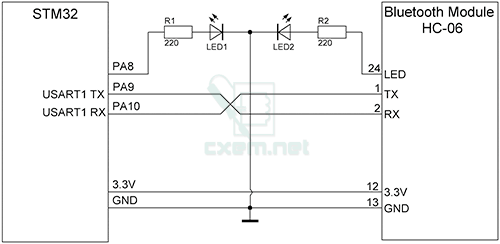 STM32
Bluetooth Module
HC-06
R1
220
LED1
LED2
R2
220
PA8
24 LED
USART1 TX PA9
1 TX
USART1 RX PA10
2 RX
cxem.net
3.3V
12 3.3V
GND
13 GND